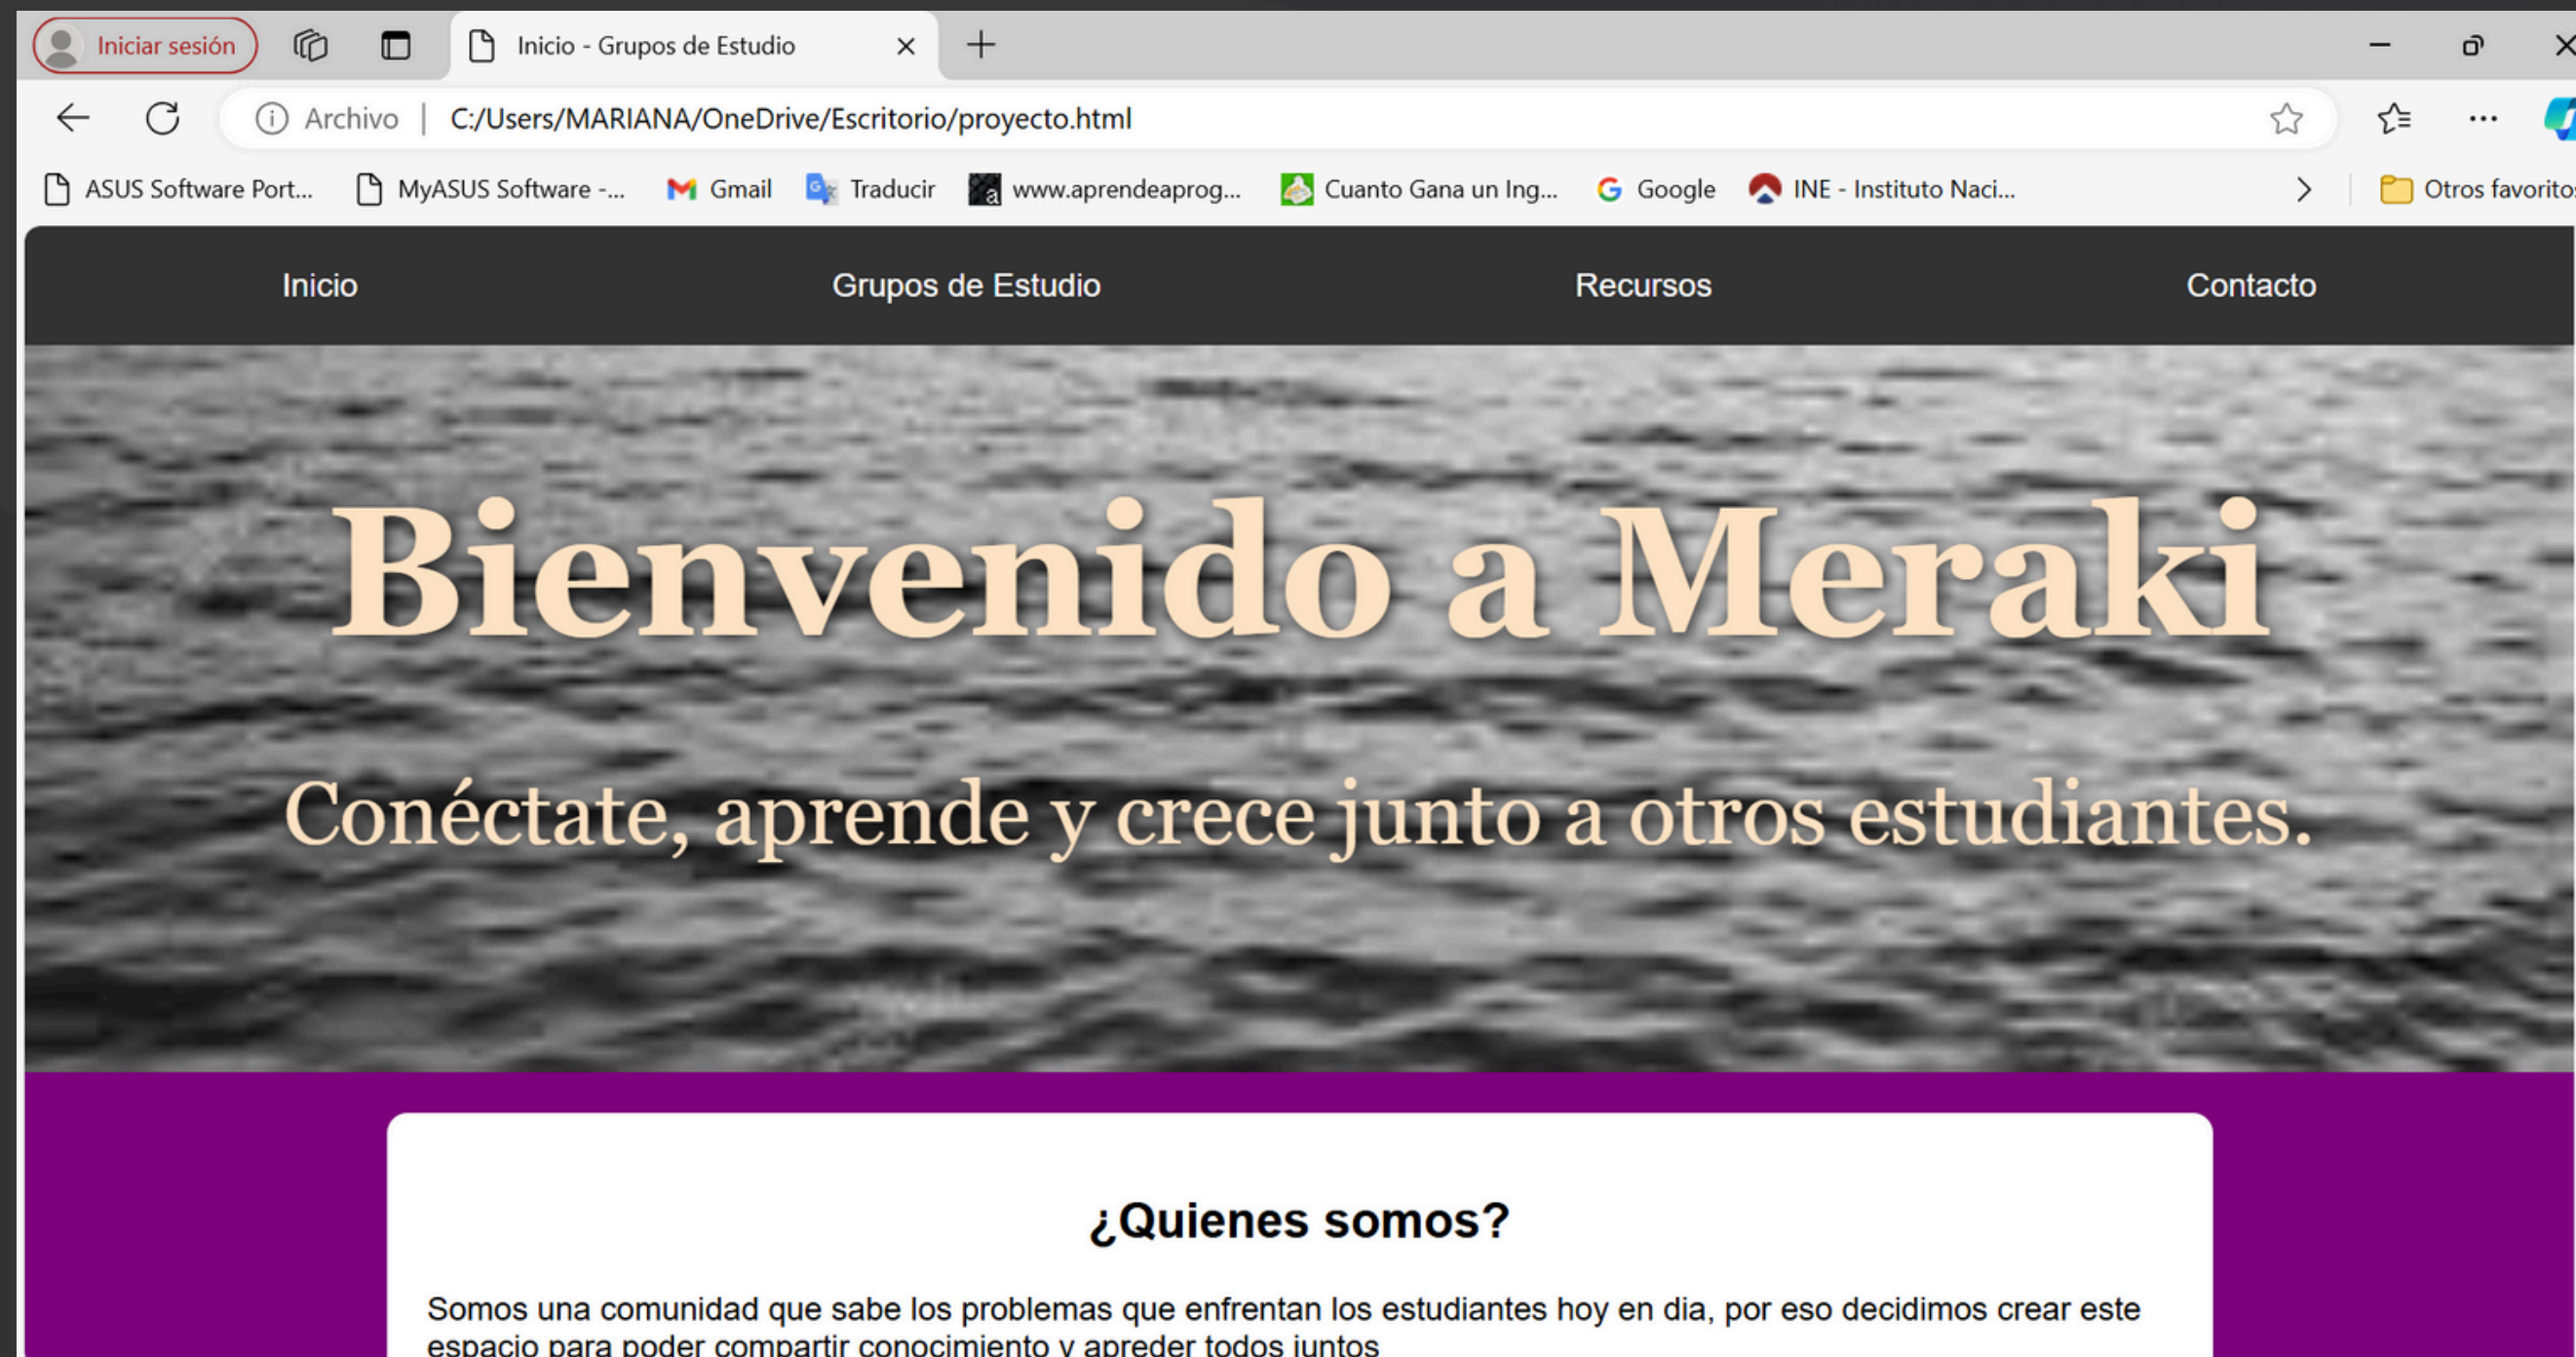 Iniciar sesión
Inicio - Grupos de Estudio
Archivo | C:/Users/MARIANA/OneDrive/Escritorio/proyecto.html
ASUS Software Port... MyASUS Software -... Gmail Traducir www.aprendeaprog... Cuanto Gana un Ing... Google INE - Instituto Naci... Otros favoritos
Inicio Grupos de Estudio Recursos Contacto
Bienvenido a Meraki
Conéctate, aprende y crece junto a otros estudiantes.
¿Quienes somos?
Somos una comunidad que sabe los problemas que enfrentan los estudiantes hoy en dia, por eso decidimos crear este
espacio para poder compartir conocimiento y apreder todos juntos